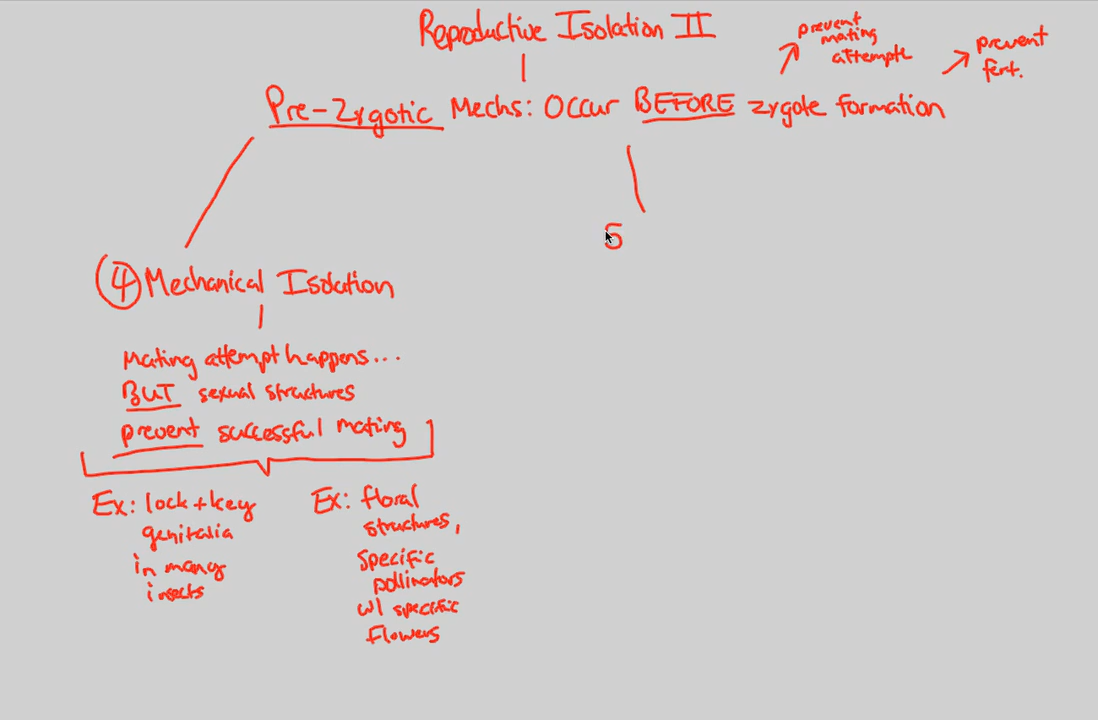 Reproductive Isolation II
prevent
mating
attempts
prevent
fert.
Pre-Zygotic Mechs: Occur BEFORE zygote formation
5
④ Mechanical Isolation
Mating attempt happens...
BUT sexual structures
prevent successful mating
Ex: lock + key
genitalia
in many
insects
Ex: floral
structures,
specific
pollinators
w/ specific
flowers